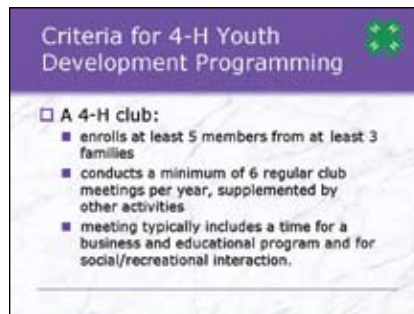 Criteria for 4-H Youth
Development Programming
A 4-H club:
enrolls at least 5 members from at least 3
families
conducts a minimum of 6 regular club
meetings per year, supplemented by
other activities
meeting typically includes a time for a
business and educational program and for
social/recreational interaction.